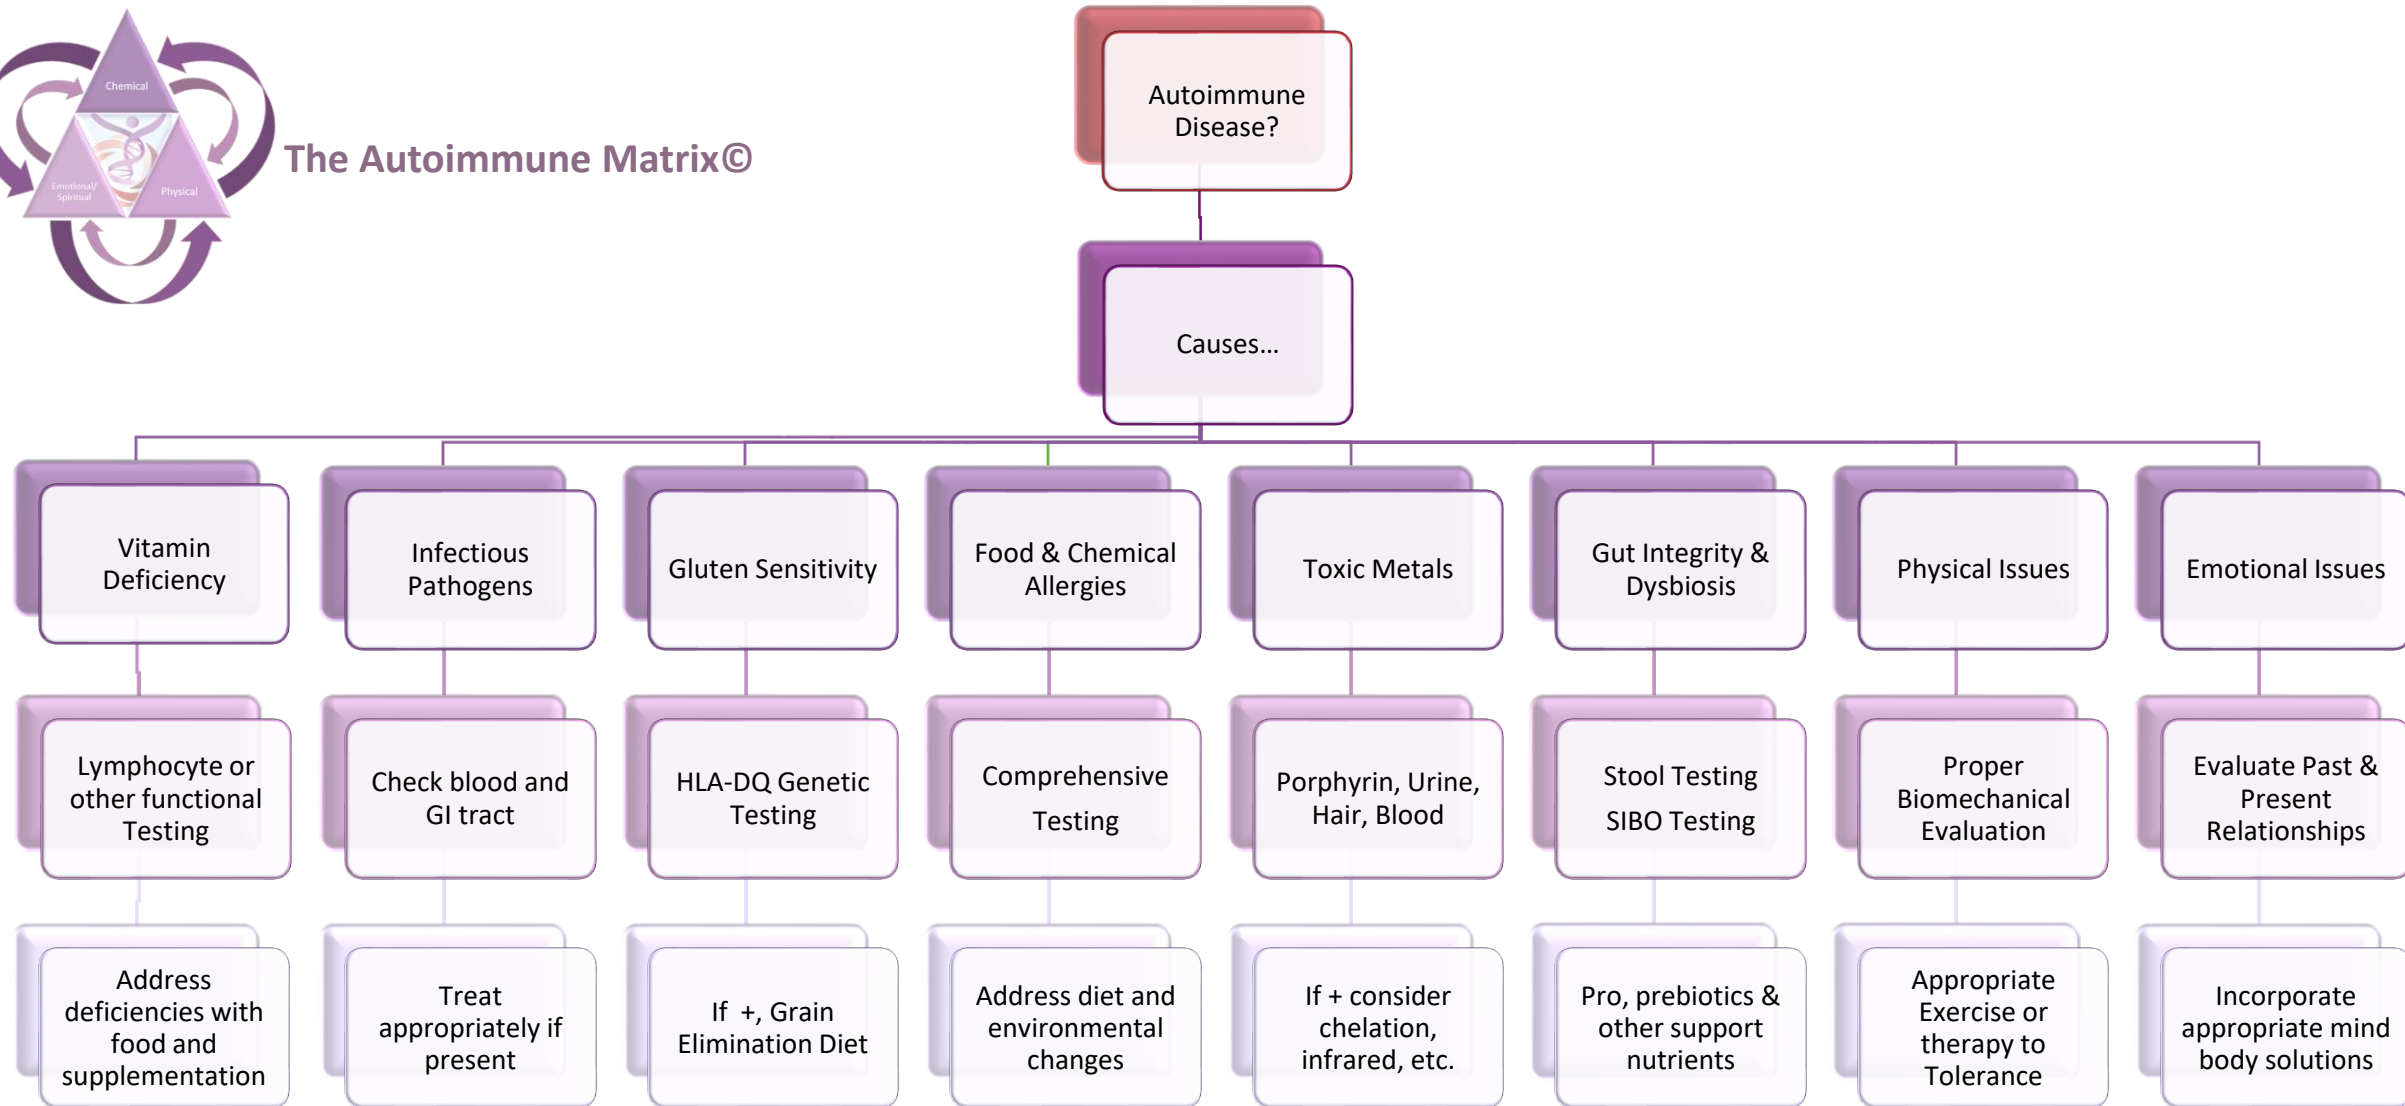 Chemical
Emotional/
Spiritual
Physical
The Autoimmune Matrix©
Autoimmune
Disease?
Causes...
Vitamin
Deficiency
Infectious
Pathogens
Gluten Sensitivity
Food & Chemical
Allergies
Toxic Metals
Gut Integrity &
Dysbiosis
Physical Issues
Emotional Issues
Lymphocyte or
other functional
Testing
Check blood and
GI tract
HLA-DQ Genetic
Testing
Comprehensive
Testing
Porphyrin, Urine,
Hair, Blood
Stool Testing
SIBO Testing
Proper
Biomechanical
Evaluation
Evaluate Past &
Present
Relationships
Address
deficiencies with
food and
supplementation
Treat
appropriately if
present
If +, Grain
Elimination Diet
Address diet and
environmental
changes
If + consider
chelation,
infrared, etc.
Pro, prebiotics &
other support
nutrients
Appropriate
Exercise or
therapy to
Tolerance
Incorporate
appropriate mind
body solutions